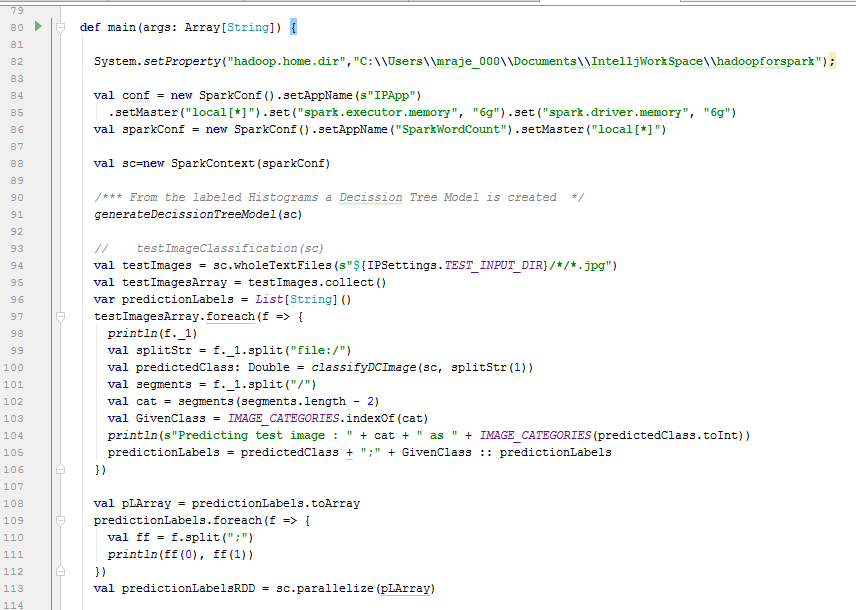 79
80 def main(args: Array[String]) {
81
82 System.setProperty("hadoop.home.dir","C:\\Users\\mraje_000\\Documents\\IntelljWorkSpace\\hadoopforspark");
83
84 val conf = new SparkConf().setAppName(s"IPApp")
85 .setMaster("local[*]").set("spark.executor.memory", "6g").set("spark.driver.memory", "6g")
86 val sparkConf = new SparkConf().setAppName("SparkWordCount").setMaster("local[*]")
87
88 val sc=new SparkContext(sparkConf)
89
90 /*** From the labeled Histograms a Decission Tree Model is created */
91 generateDecissionTreeModel(sc)
92
93 // testImageClassification(sc)
94 val testImages = sc.wholeTextFiles(s"${IPSettings.TEST_INPUT_DIR}/*/*.jpg")
95 val testImagesArray = testImages.collect()
96 var predictionLabels = List[String]()
97 testImagesArray.foreach(f => {
98 println(f._1)
99 val splitStr = f._1.split("file:/")
100 val predictedClass: Double = classifyDCImage(sc, splitStr(1))
101 val segments = f._1.split("/")
102 val cat = segments(segments.length - 2)
103 val GivenClass = IMAGE_CATEGORIES.indexOf(cat)
104 println(s"Predicting test image : " + cat + " as " + IMAGE_CATEGORIES(predictedClass.toInt))
105 predictionLabels = predictedClass + ";" + GivenClass :: predictionLabels
106 })
107
108 val pLArray = predictionLabels.toArray
109 predictionLabels.foreach(f => {
110 val ff = f.split(";")
111 println(ff(0), ff(1))
112 })
113 val predictionLabelsRDD = sc.parallelize(pLArray)
114